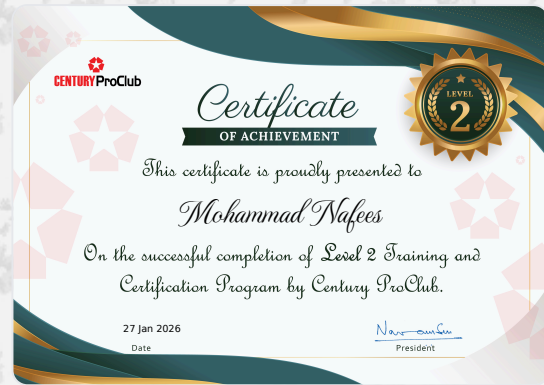 CENTURY ProClub
LEVEL
2
Certificate
OF ACHIEVEMENT
This certificate is proudly presented to
Mohammad Nafees
On the successful completion of Level 2 Training and
Certification Program by Century ProClub.
27 Jan 2026
Date
President